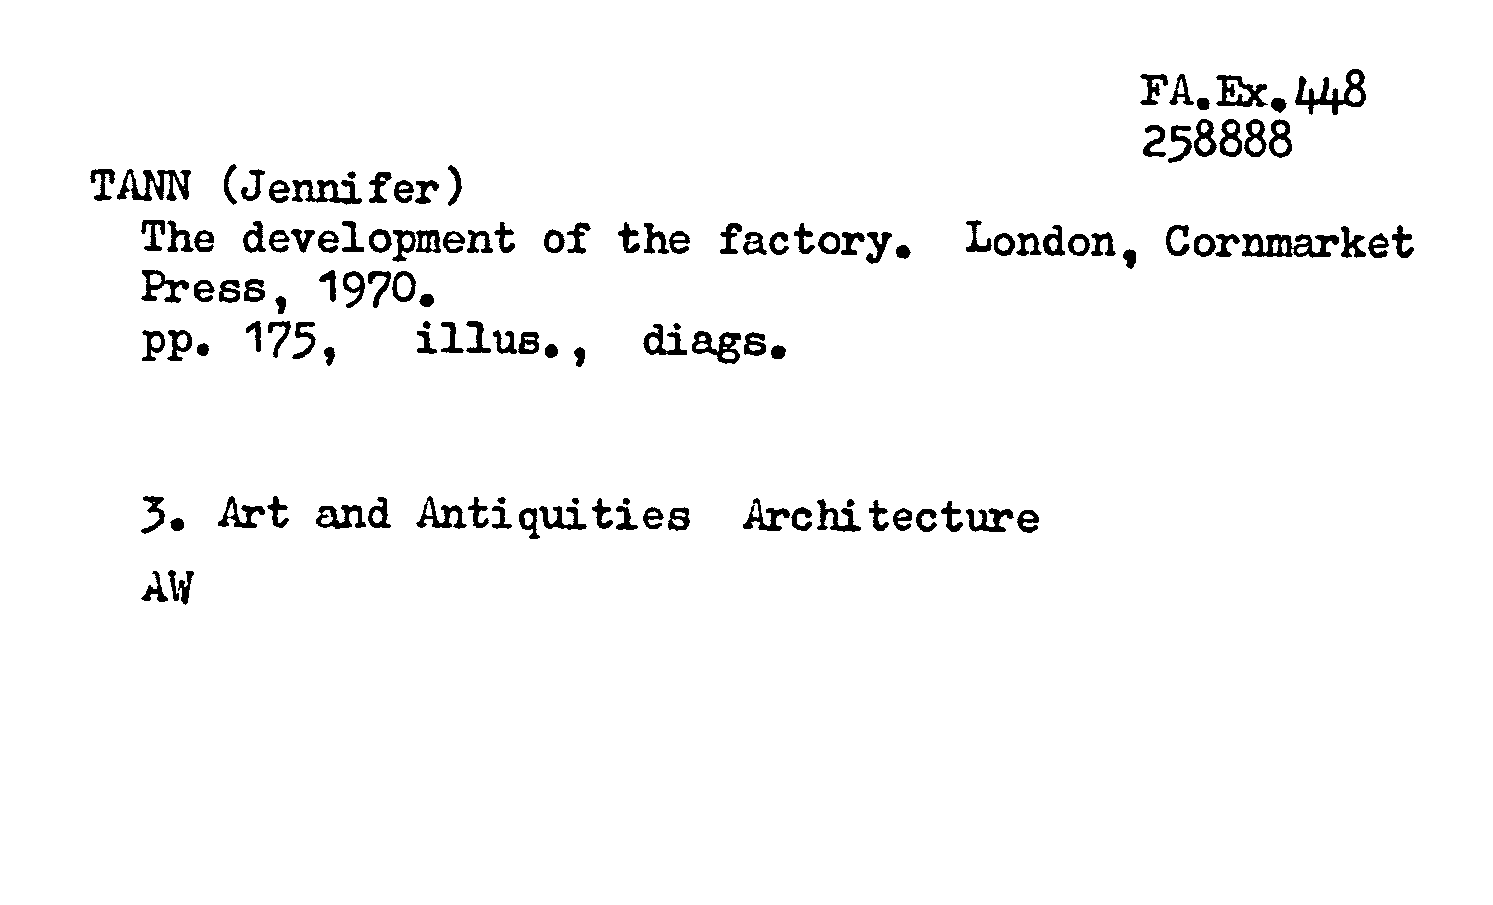 FA.Ex.448
258888
TANN (Jennifer)
The development of the factory. London, Cornmarket
Press, 1970.
pp. 175, illus., diags.
3. Art and Antiquities Architecture
AW